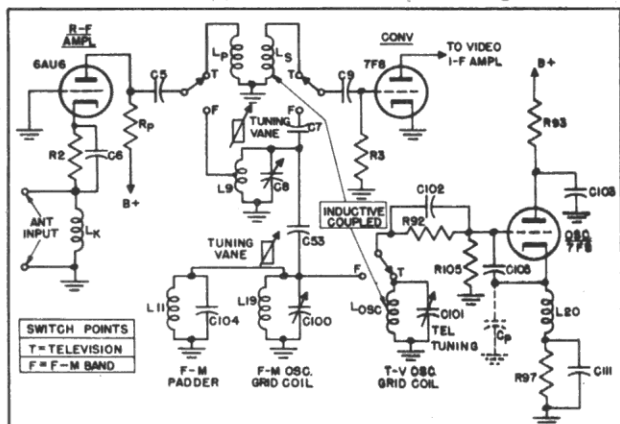 R-F
AMPL
6AU6
C5
T
LP
LS
T
C9
CONV
7F8
TO VIDEO
I-F AMPL
B+
R93
C103
F
F
TUNING
VANE
C7
RP
B+
R2
C6
L9
C8
R3
ANT
INPUT
LK
C53
INDUCTIVE
COUPLED
C102
R92
R105
C105
OSC
7F8
TUNING
VANE
F
T
L11
C104
L19
C100
LOSC
C101
TEL
TUNING
CP
L20
R97
C111
SWITCH POINTS
T=TELEVISION
F=F-M BAND
F-M
PADDER
F-M OSC.
GRID COIL
T-V OSC.
GRID COIL